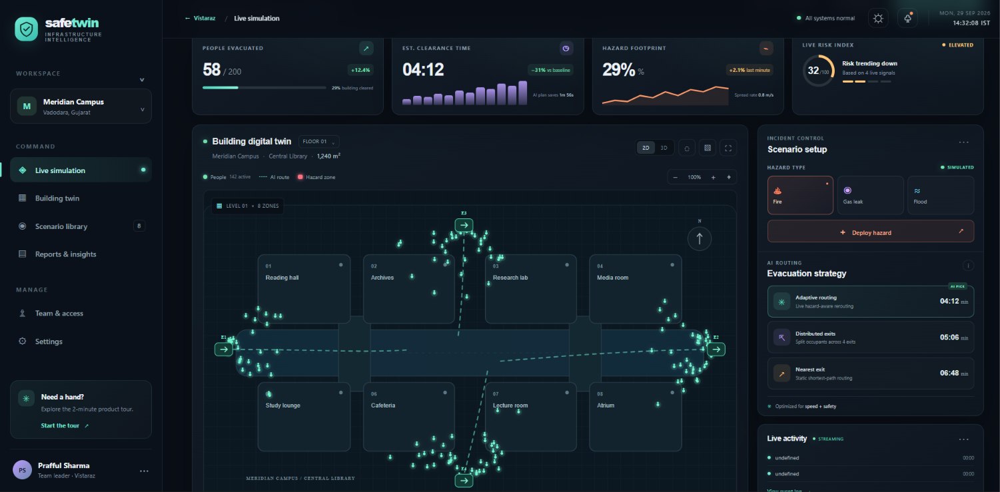 safetwin
INFRASTRUCTURE
INTELLIGENCE
WORKSPACE
M
Meridian Campus
Vadodara, Gujarat
COMMAND
Live simulation
Building twin
Scenario library
8
Reports & insights
MANAGE
Team & access
Settings
Need a hand?
Explore the 2-minute product tour.
Start the tour ↗
PS
Prafful Sharma
Team leader · Vistaraz
← Vistaraz / Live simulation
All systems normal
MON, 29 SEP 2026
14:32:08 IST
PEOPLE EVACUATED
58 / 200
+12.4%
29% building cleared
EST. CLEARANCE TIME
04:12
−31% vs baseline
AI plan saves 1m 56s
HAZARD FOOTPRINT
29% %
+2.1% last minute
Spread rate 0.8 m/s
LIVE RISK INDEX
ELEVATED
32 /100
Risk trending down
Based on 4 live signals
Building digital twin
FLOOR 01
Meridian Campus · Central Library · 1,240 m²
2D
3D
People 142 active
AI route
Hazard zone
− 100% +
LEVEL 01 • 8 ZONES
E3
N
01
Reading hall
02
Archives
03
Research lab
04
Media room
E1
E2
Study lounge
06
Cafeteria
07
Lecture room
08
Atrium
MERIDIAN CAMPUS / CENTRAL LIBRARY
INCIDENT CONTROL
Scenario setup
HAZARD TYPE
SIMULATED
Fire
Gas leak
Flood
+ Deploy hazard ↗
AI ROUTING
Evacuation strategy
AI PICK
Adaptive routing
Live hazard-aware rerouting
04:12 min
Distributed exits
Split occupants across 4 exits
05:06 min
Nearest exit
Static shortest-path routing
06:48 min
Optimized for speed + safety
Live activity
STREAMING
undefined
00:00
undefined
00:00
View event log